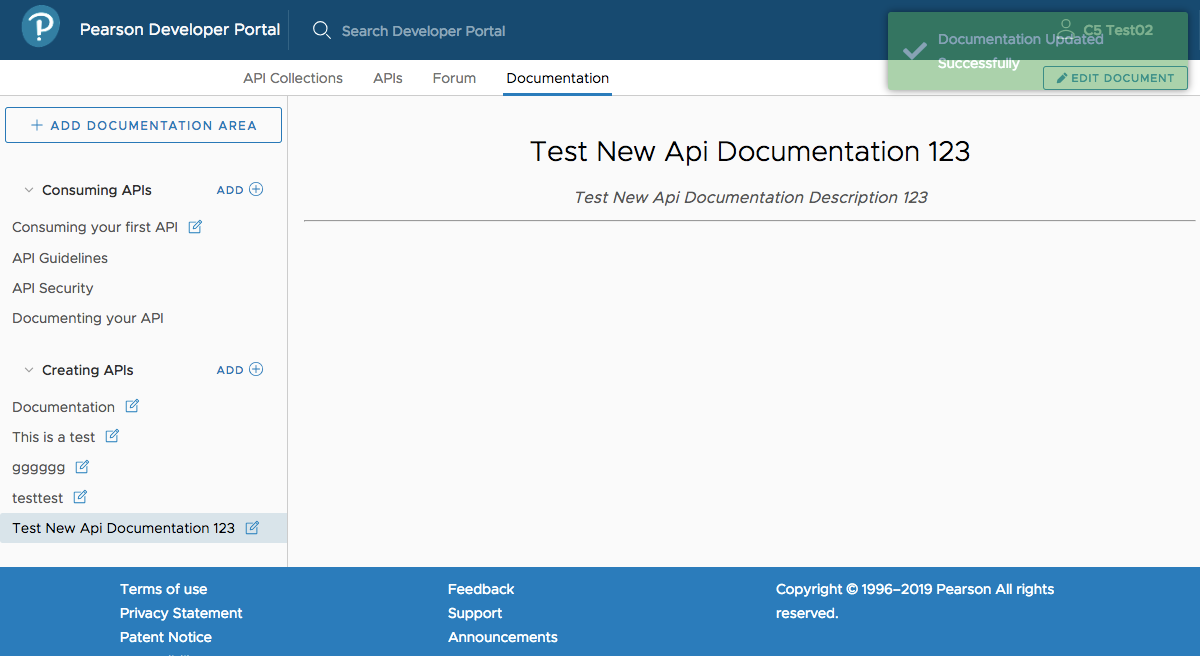 Pearson Developer Portal
Search Developer Portal
C5 Test02
Documentation Updated
Successfully
API Collections
APIs
Forum
Documentation
EDIT DOCUMENT
ADD DOCUMENTATION AREA
Consuming APIs
ADD
Consuming your first API
API Guidelines
API Security
Documenting your API
Creating APIs
ADD
Documentation
This is a test
gggggg
testtest
Test New Api Documentation 123
Test New Api Documentation 123
Test New Api Documentation Description 123
Terms of use
Privacy Statement
Patent Notice
Feedback
Support
Announcements
Copyright © 1996–2019 Pearson All rights
reserved.